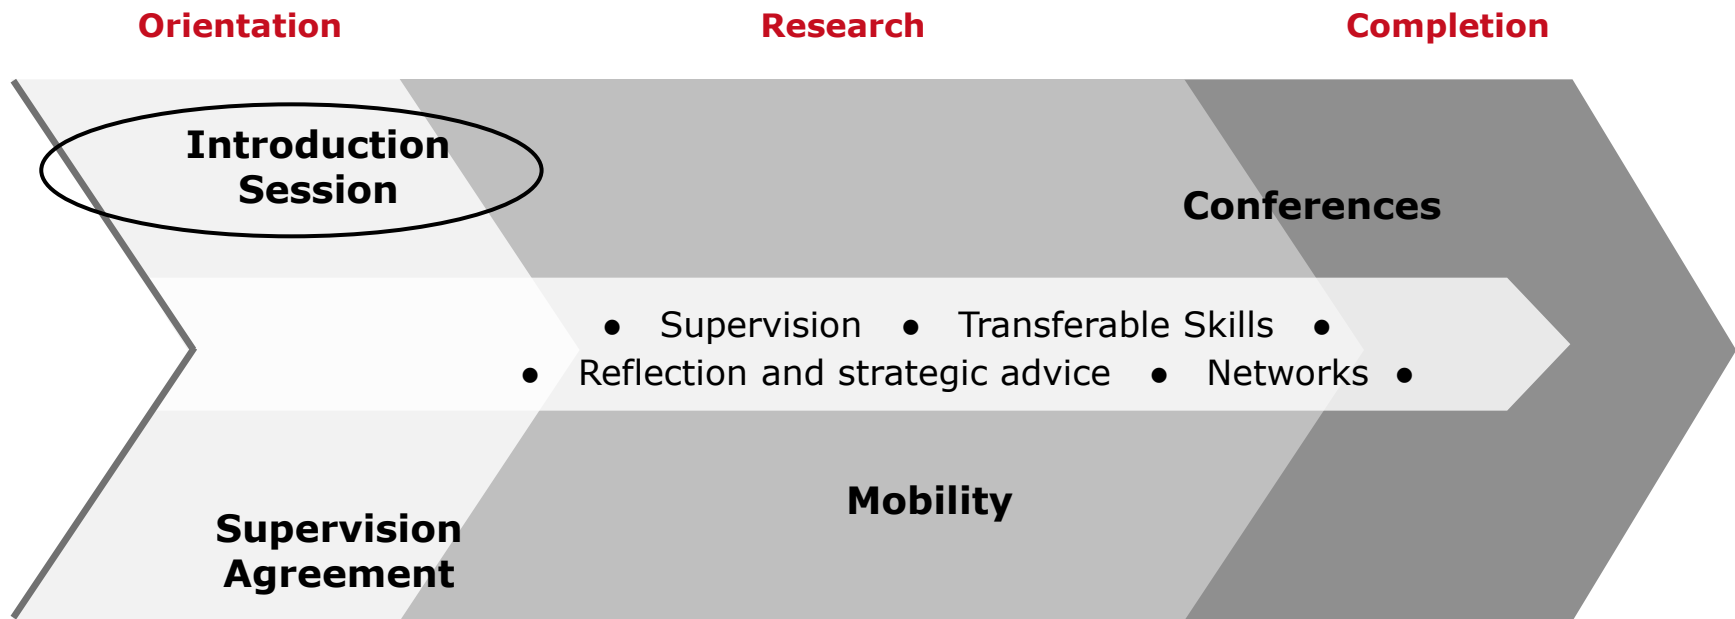 Orientation Research Completion
Introduction
Session
Conferences
● Supervision ● Transferable Skills ●
● Reflection and strategic advice ● Networks ●
Mobility
Supervision
Agreement